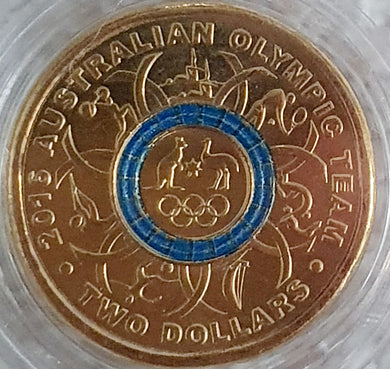 2016 AUSTRALIAN OLYMPIC TEAM
TWO DOLLARS